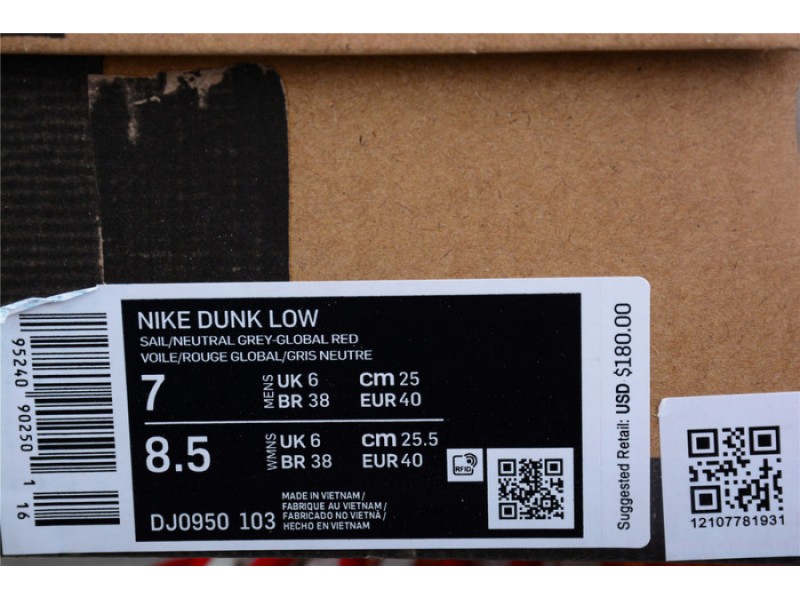 NIKE DUNK LOW
SAIL/NEUTRAL GREY-GLOBAL RED
VOILE/ROUGE GLOBAL/GRIS NEUTRE
7 MENS UK 6 cm 25
BR 38 EUR 40
8.5 WMNS UK 6 cm 25.5
BR 38 EUR 40
RFID
DJ0950 103
MADE IN VIETNAM /
FABRIQUE AU VIETNAM /
FABRICADO NO VIETNÃ /
HECHO EN VIETNAM
95240 90250 1 16
Suggested Retail: USD $180.00
12107781931